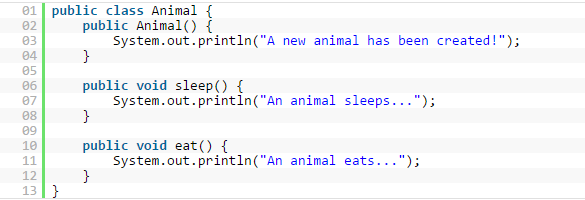 01 public class Animal {
02     public Animal() {
03         System.out.println("A new animal has been created!");
04     }
05
06     public void sleep() {
07         System.out.println("An animal sleeps...");
08     }
09
10     public void eat() {
11         System.out.println("An animal eats...");
12     }
13 }